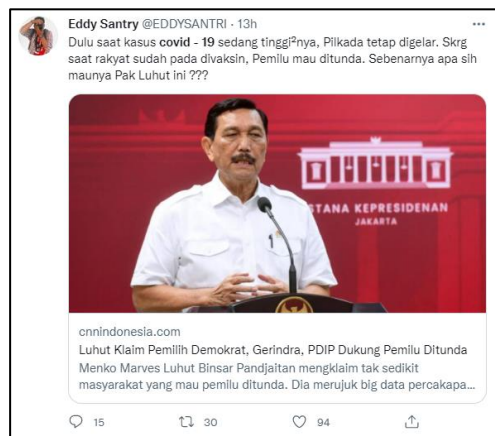 Eddy Santry @EDDYSANTRI · 13h
Dulu saat kasus covid - 19 sedang tinggi²nya, Pilkada tetap digelar. Skrg
saat rakyat sudah pada divaksin, Pemilu mau ditunda. Sebenarnya apa sih
maunya Pak Luhut ini ???
STANA KEPRESIDENAN
JAKARTA
cnnindonesia.com
Luhut Klaim Pemilih Demokrat, Gerindra, PDIP Dukung Pemilu Ditunda
Menko Marves Luhut Binsar Pandjaitan mengklaim tak sedikit
masyarakat yang mau pemilu ditunda. Dia merujuk big data percakapa...
15 30 94